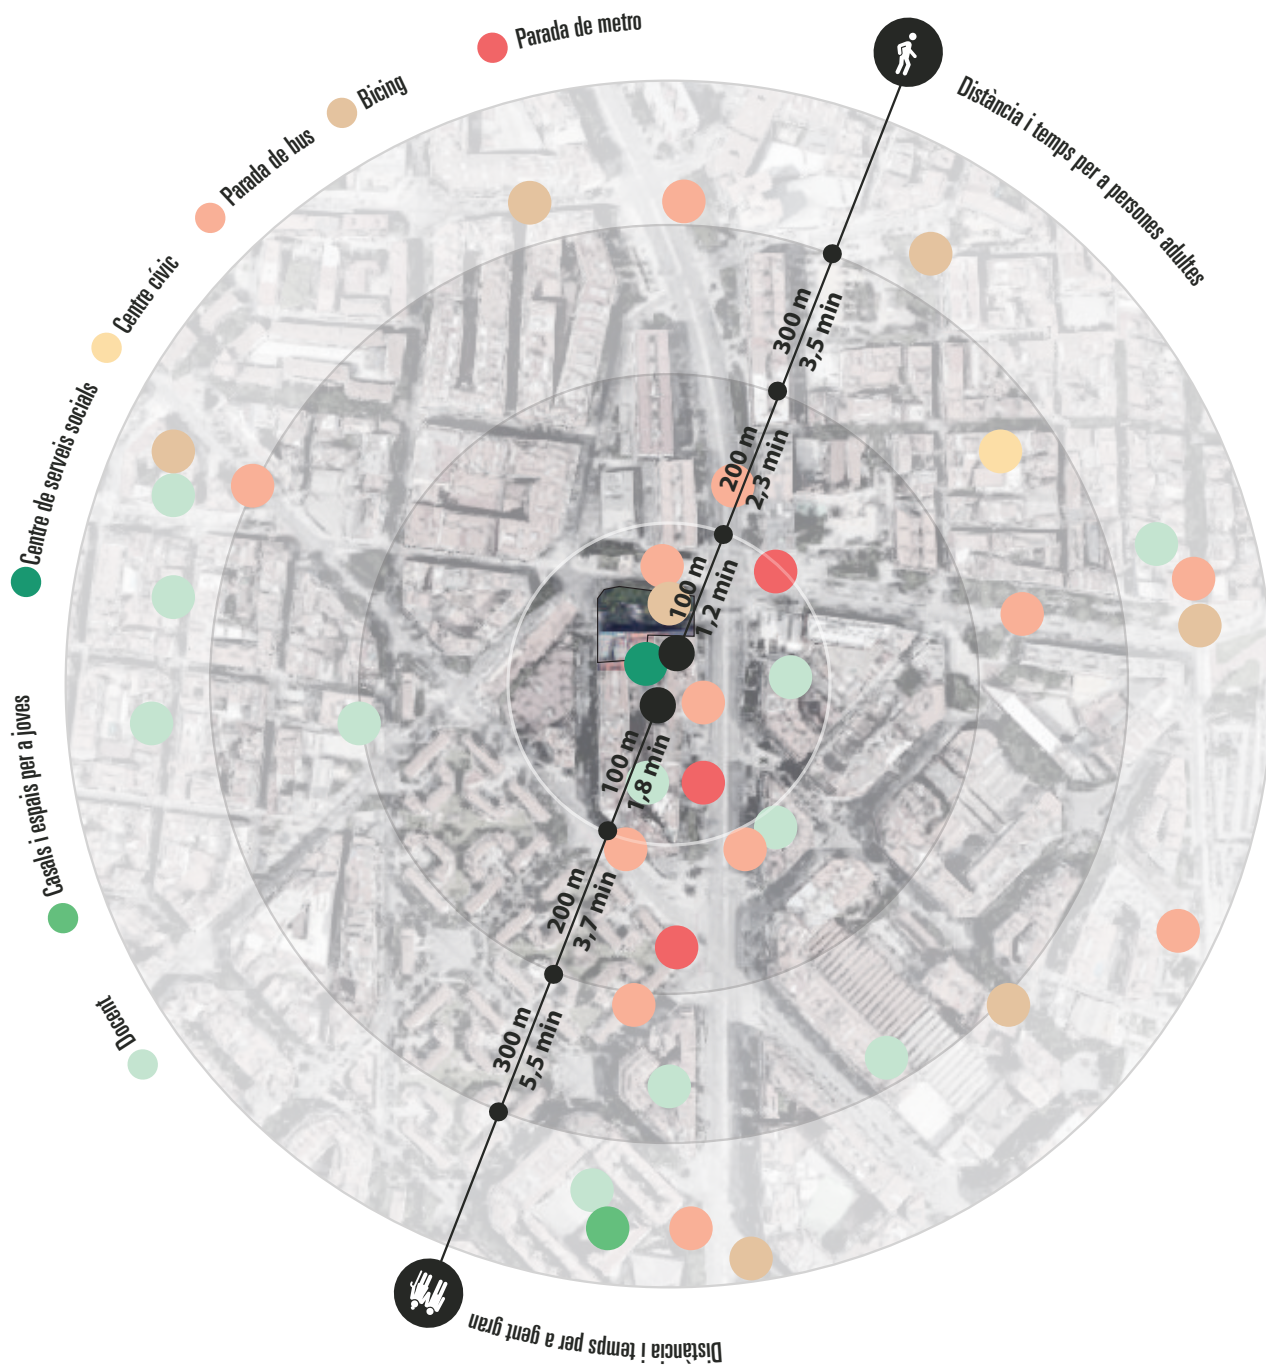 Parada de metro
Bicing
Parada de bus
Centre cívic
Centre de serveis socials
Casals i espais per a joves
Docent
Distància i temps per a persones adultes
300 m
3,5 min
200 m
2,3 min
100 m
1,2 min
100 m
1,8 min
200 m
3,7 min
300 m
5,5 min
Distància i temps per a gent gran